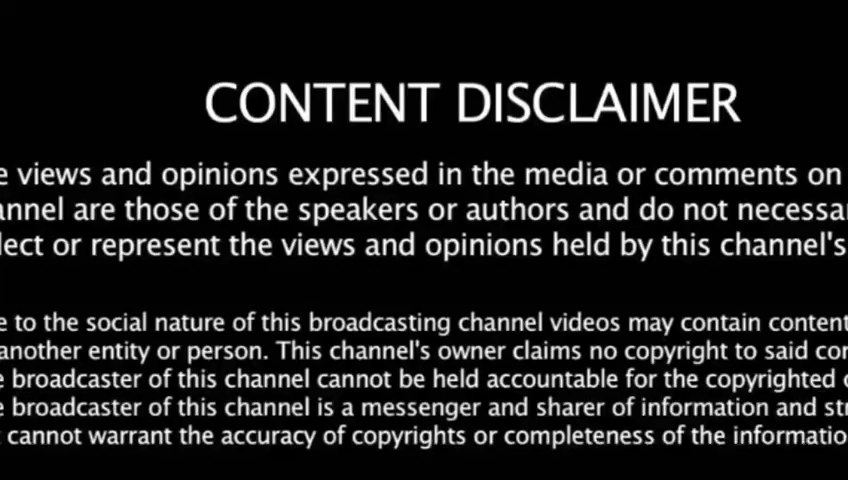 CONTENT DISCLAIMER
e views and opinions expressed in the media or comments on
annel are those of the speakers or authors and do not necessa
lect or represent the views and opinions held by this channel's
e to the social nature of this broadcasting channel videos may contain content
another entity or person. This channel's owner claims no copyright to said con
e broadcaster of this channel cannot be held accountable for the copyrighted
e broadcaster of this channel is a messenger and sharer of information and st
cannot warrant the accuracy of copyrights or completeness of the informatio